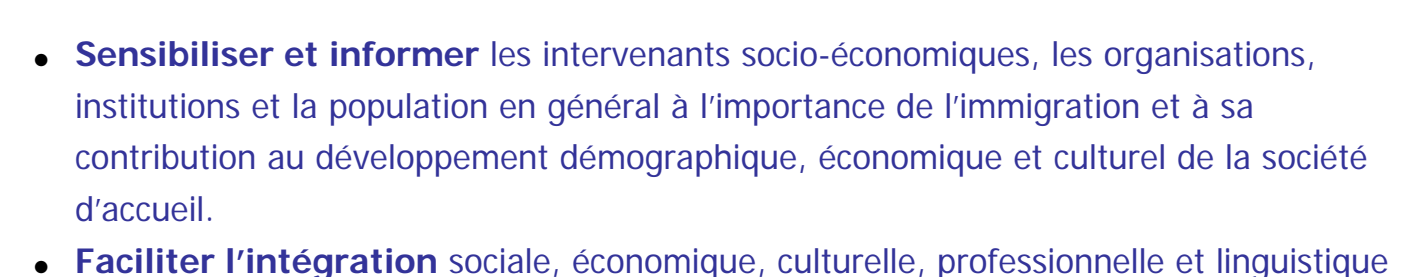 • Sensibiliser et informer les intervenants socio-économiques, les organisations,
institutions et la population en général à l'importance de l'immigration et à sa
contribution au développement démographique, économique et culturel de la société
d'accueil.
• Faciliter l'intégration sociale, économique, culturelle, professionnelle et linguistique